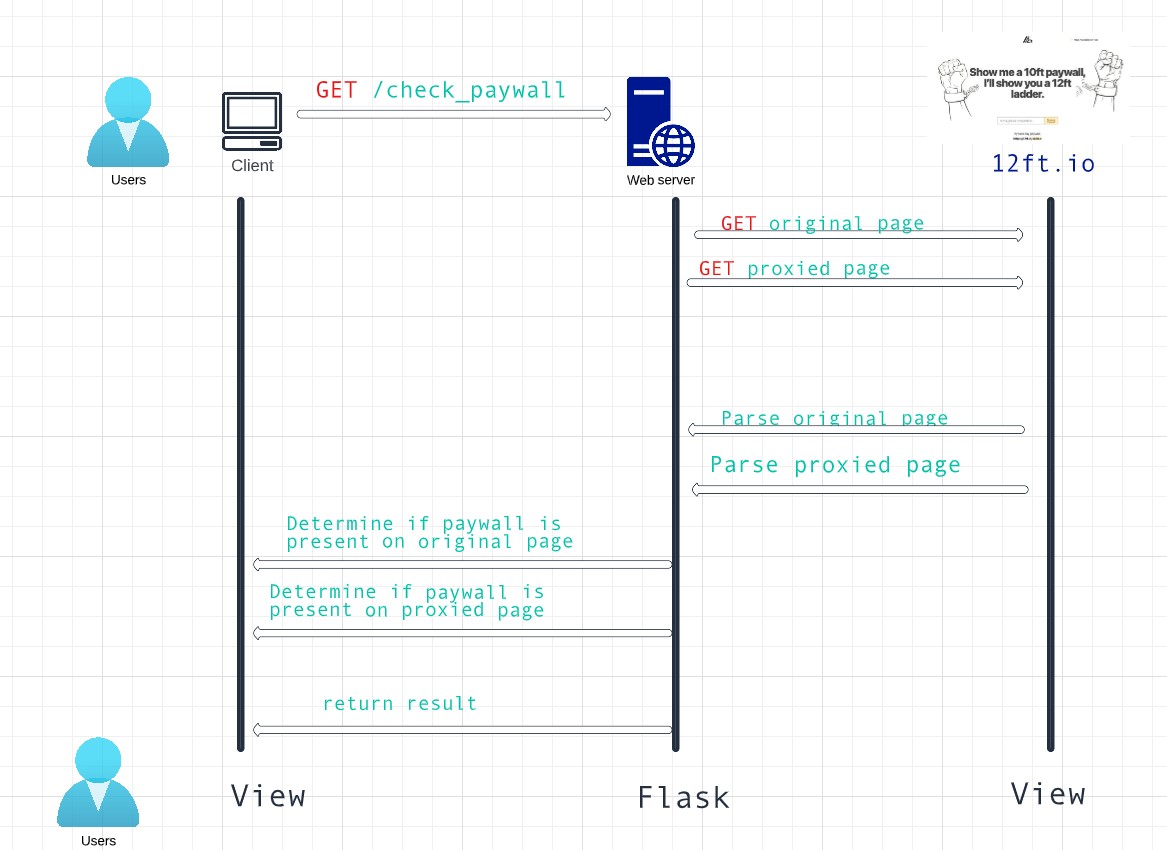 GET /check_paywall
Show me a 10ft paywall,
I'll show you a 12ft
ladder.
Client
Users
Web server
12ft.io
GET original page
GET proxied page
Parse original page
Parse proxied page
Determine if paywall is
present on original page
Determine if paywall is
present on proxied page
return result
View
Flask
View
Users